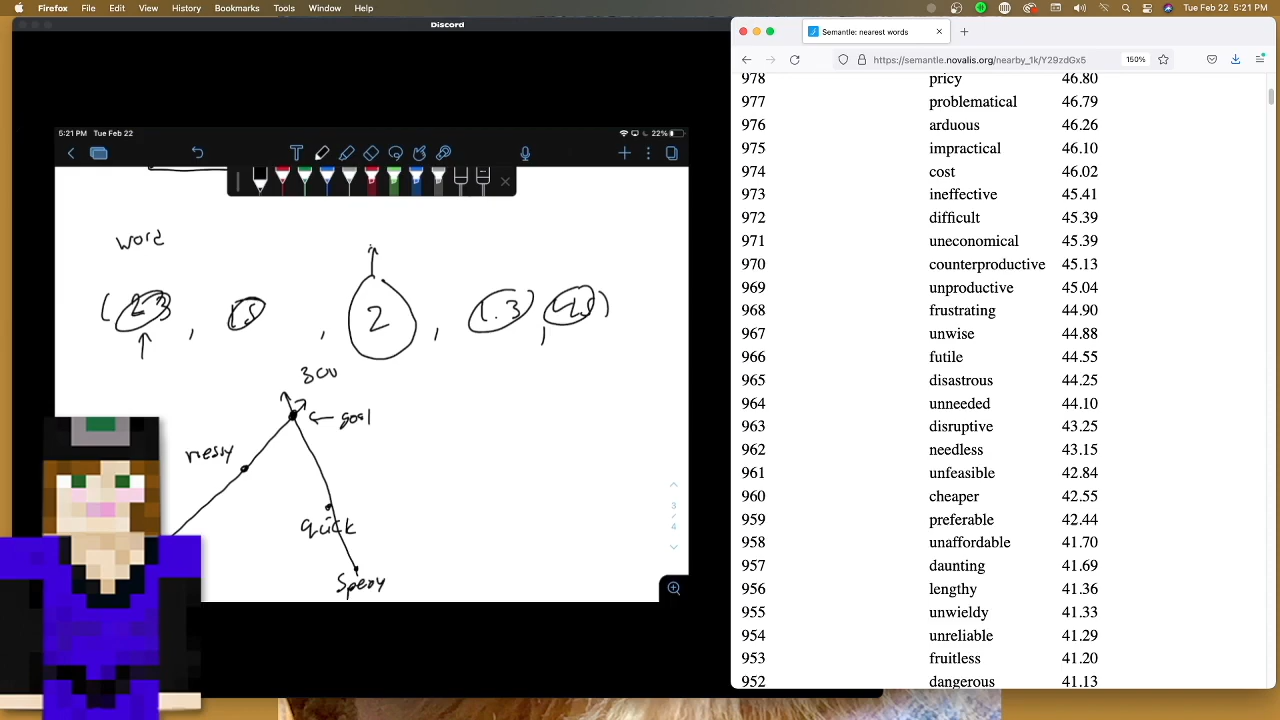 Firefox File Edit View History Bookmarks Tools Window Help
Tue Feb 22 5:21 PM
Discord
5:21 PM Tue Feb 22
22%
word
2
300
goal
messy
quick
3
/
4
Semantle: nearest words
https://semantle.novalis.org/nearby_1k/Y29zdGx5
150%
978 pricy 46.80
977 problematical 46.79
976 arduous 46.26
975 impractical 46.10
974 cost 46.02
973 ineffective 45.41
972 difficult 45.39
971 uneconomical 45.39
970 counterproductive 45.13
969 unproductive 45.04
968 frustrating 44.90
967 unwise 44.88
966 futile 44.55
965 disastrous 44.25
964 unneeded 44.10
963 disruptive 43.25
962 needless 43.15
961 unfeasible 42.84
960 cheaper 42.55
959 preferable 42.44
958 unaffordable 41.70
957 daunting 41.69
956 lengthy 41.36
955 unwieldy 41.33
954 unreliable 41.29
953 fruitless 41.20
952 dangerous 41.13